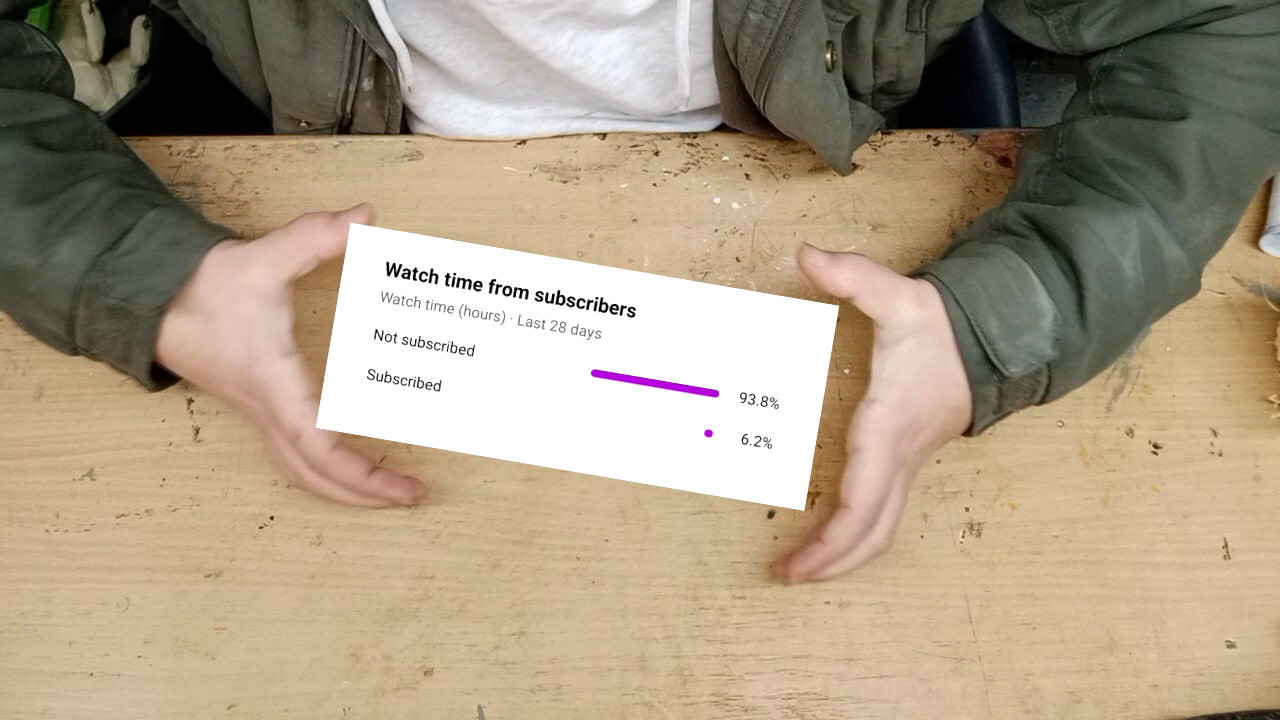 Watch time from subscribers
Watch time (hours) · Last 28 days
Not subscribed 93.8%
Subscribed 6.2%